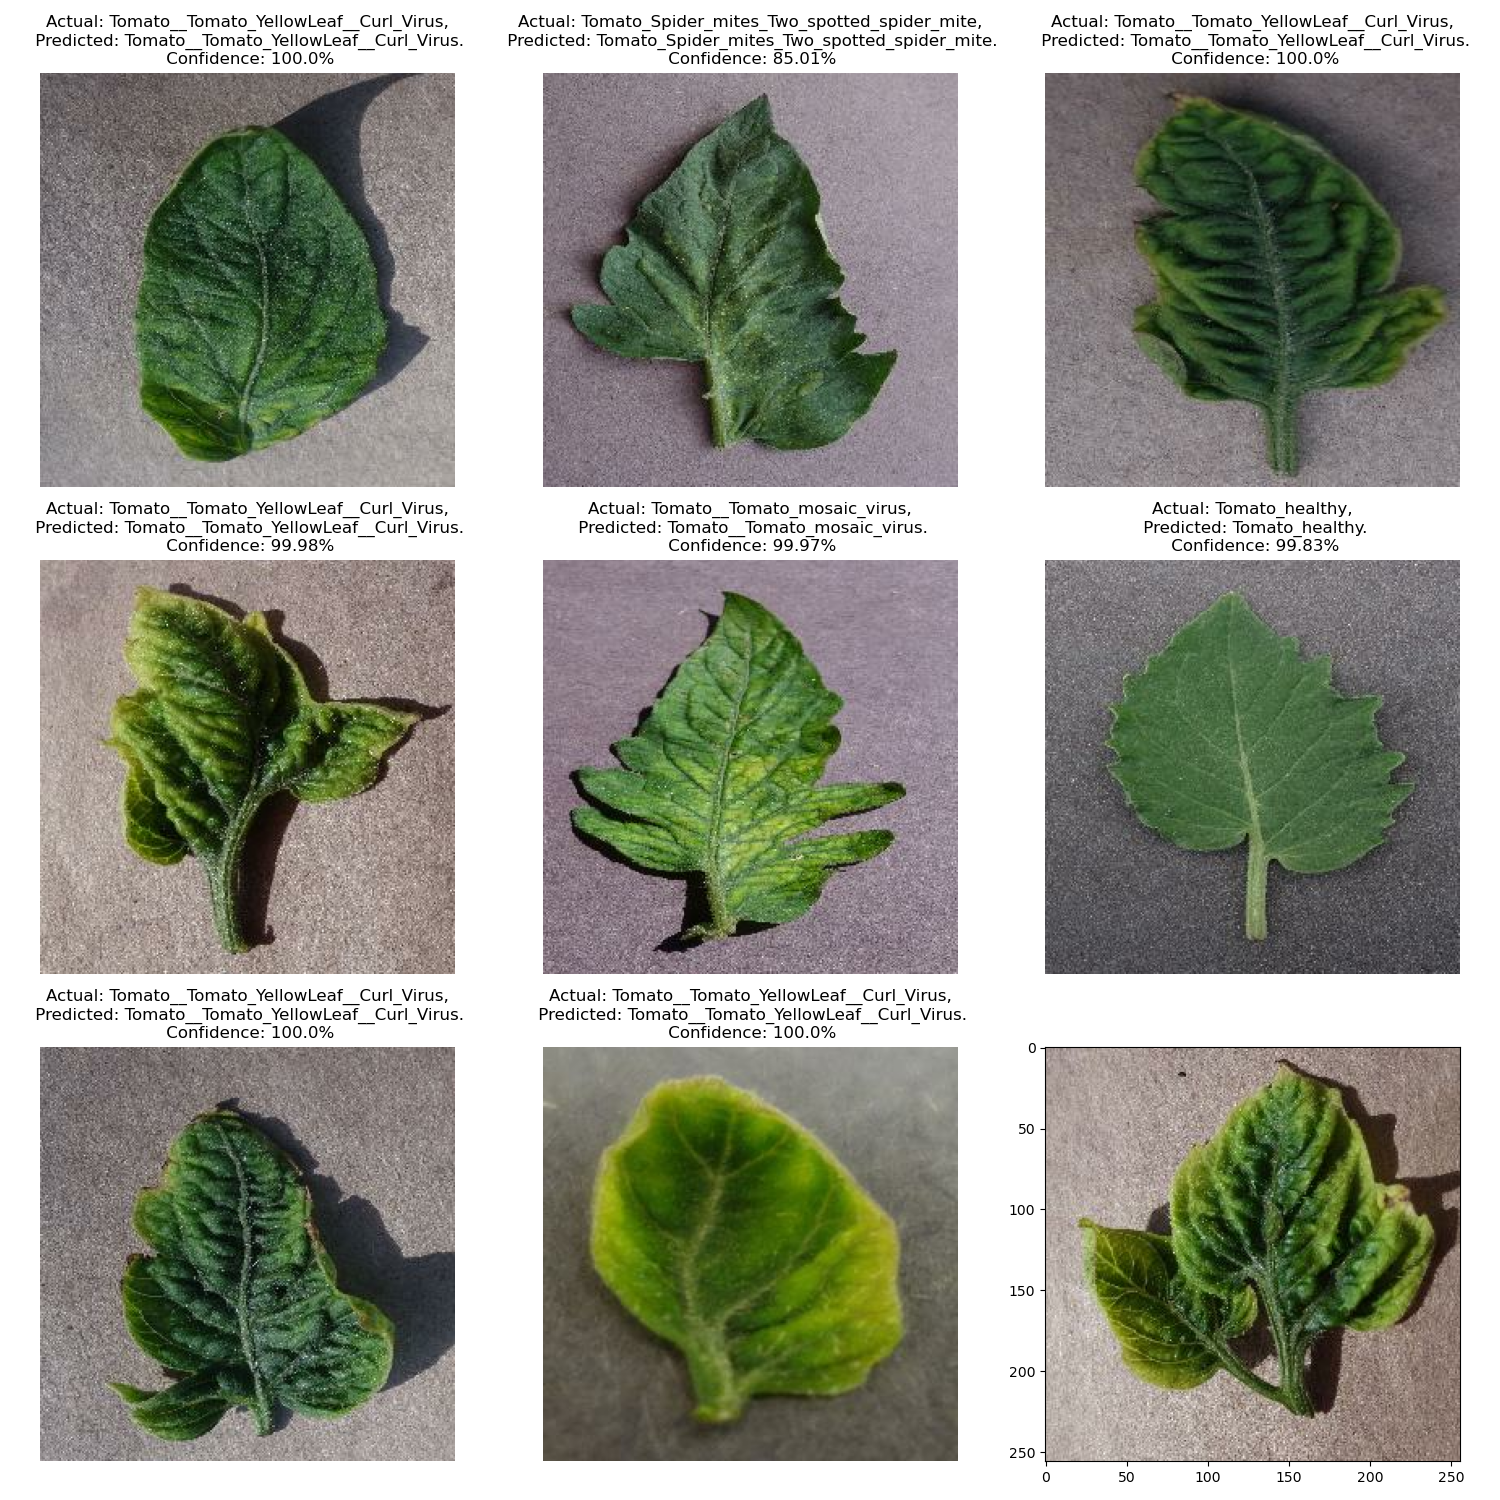 Actual: Tomato__Tomato_YellowLeaf__Curl_Virus,
Predicted: Tomato__Tomato_YellowLeaf__Curl_Virus.
Confidence: 100.0%
Actual: Tomato_Spider_mites_Two_spotted_spider_mite,
Predicted: Tomato_Spider_mites_Two_spotted_spider_mite.
Confidence: 85.01%
Actual: Tomato__Tomato_YellowLeaf__Curl_Virus,
Predicted: Tomato__Tomato_YellowLeaf__Curl_Virus.
Confidence: 100.0%
Actual: Tomato__Tomato_YellowLeaf__Curl_Virus,
Predicted: Tomato__Tomato_YellowLeaf__Curl_Virus.
Confidence: 99.98%
Actual: Tomato__Tomato_mosaic_virus,
Predicted: Tomato__Tomato_mosaic_virus.
Confidence: 99.97%
Actual: Tomato_healthy,
Predicted: Tomato_healthy.
Confidence: 99.83%
Actual: Tomato__Tomato_YellowLeaf__Curl_Virus,
Predicted: Tomato__Tomato_YellowLeaf__Curl_Virus.
Confidence: 100.0%
Actual: Tomato__Tomato_YellowLeaf__Curl_Virus,
Predicted: Tomato__Tomato_YellowLeaf__Curl_Virus.
Confidence: 100.0%
0
50
100
150
200
250
0 50 100 150 200 250